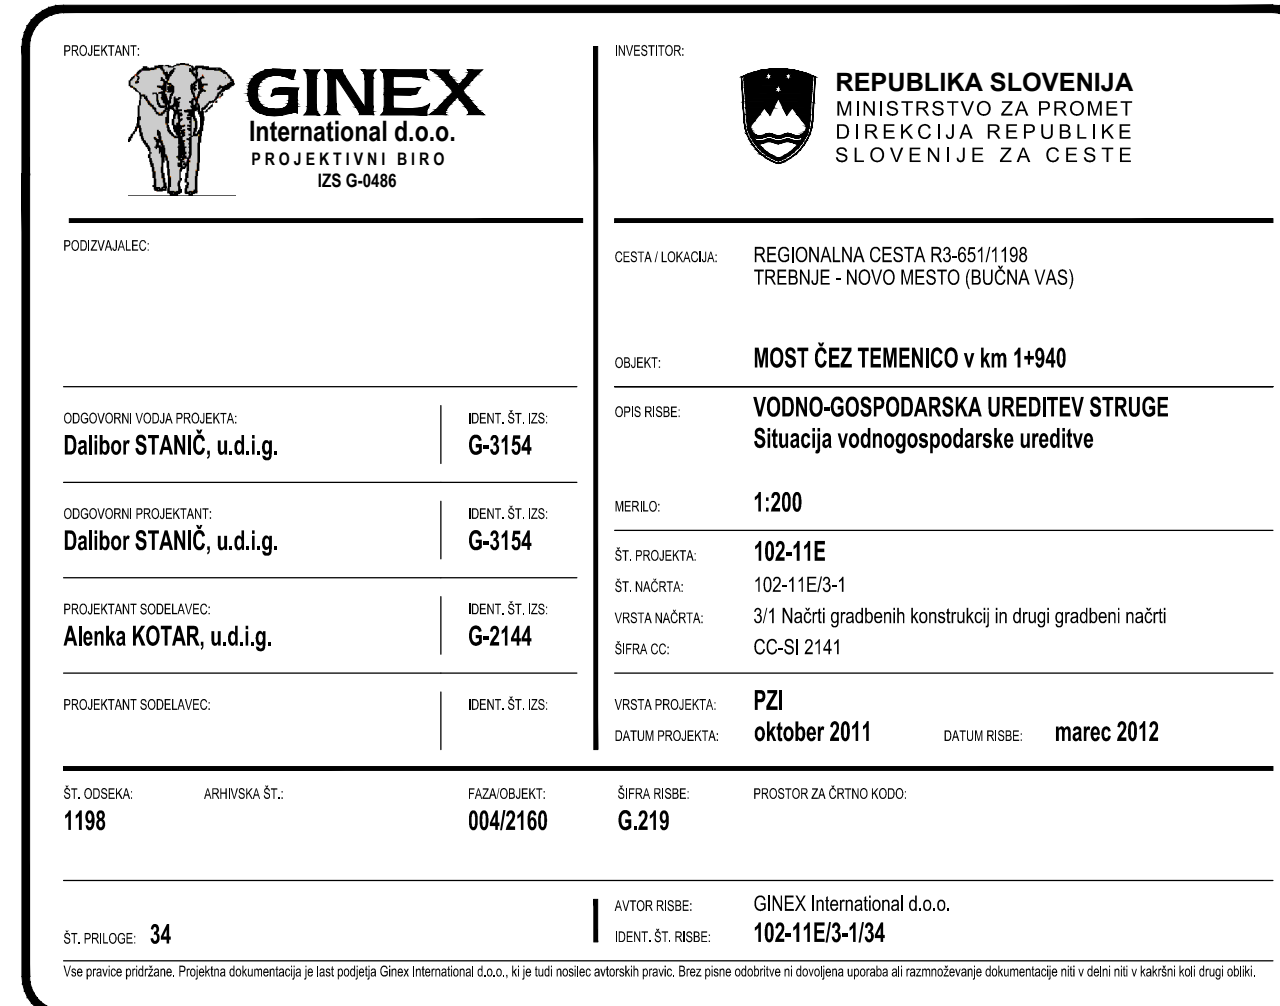 PROJEKTANT:
GINEX
International d.o.o.
PROJEKTIVNI BIRO
IZS G-0486
INVESTITOR:
REPUBLIKA SLOVENIJA
MINISTRSTVO ZA PROMET
DIREKCIJA REPUBLIKE
SLOVENIJE ZA CESTE
PODIZVAJALEC:
CESTA / LOKACIJA: REGIONALNA CESTA R3-651/1198
TREBNJE - NOVO MESTO (BUČNA VAS)
OBJEKT: MOST ČEZ TEMENICO v km 1+940
ODGOVORNI VODJA PROJEKTA: IDENT. ŠT. IZS:
Dalibor STANIČ, u.d.i.g. G-3154
OPIS RISBE: VODNO-GOSPODARSKA UREDITEV STRUGE
Situacija vodnogospodarske ureditve
MERILO: 1:200
ODGOVORNI PROJEKTANT: IDENT. ŠT. IZS:
Dalibor STANIČ, u.d.i.g. G-3154
ŠT. PROJEKTA: 102-11E
ŠT. NAČRTA: 102-11E/3-1
VRSTA NAČRTA: 3/1 Načrti gradbenih konstrukcij in drugi gradbeni načrti
ŠIFRA CC: CC-SI 2141
PROJEKTANT SODELAVEC: IDENT. ŠT. IZS:
Alenka KOTAR, u.d.i.g. G-2144
PROJEKTANT SODELAVEC: IDENT. ŠT. IZS:
VRSTA PROJEKTA: PZI
DATUM PROJEKTA: oktober 2011 DATUM RISBE: marec 2012
ŠT. ODSEKA: ARHIVSKA ŠT.: FAZA/OBJEKT: ŠIFRA RISBE: PROSTOR ZA ČRTNO KODO:
1198 004/2160 G.219
AVTOR RISBE: GINEX International d.o.o.
ŠT. PRILOGE: 34 IDENT. ŠT. RISBE: 102-11E/3-1/34
Vse pravice pridržane. Projektna dokumentacija je last podjetja Ginex International d.o.o., ki je tudi nosilec avtorskih pravic. Brez pisne odobritve ni dovoljena uporaba ali razmnoževanje dokumentacije niti v delni niti v kakršni koli drugi obliki.